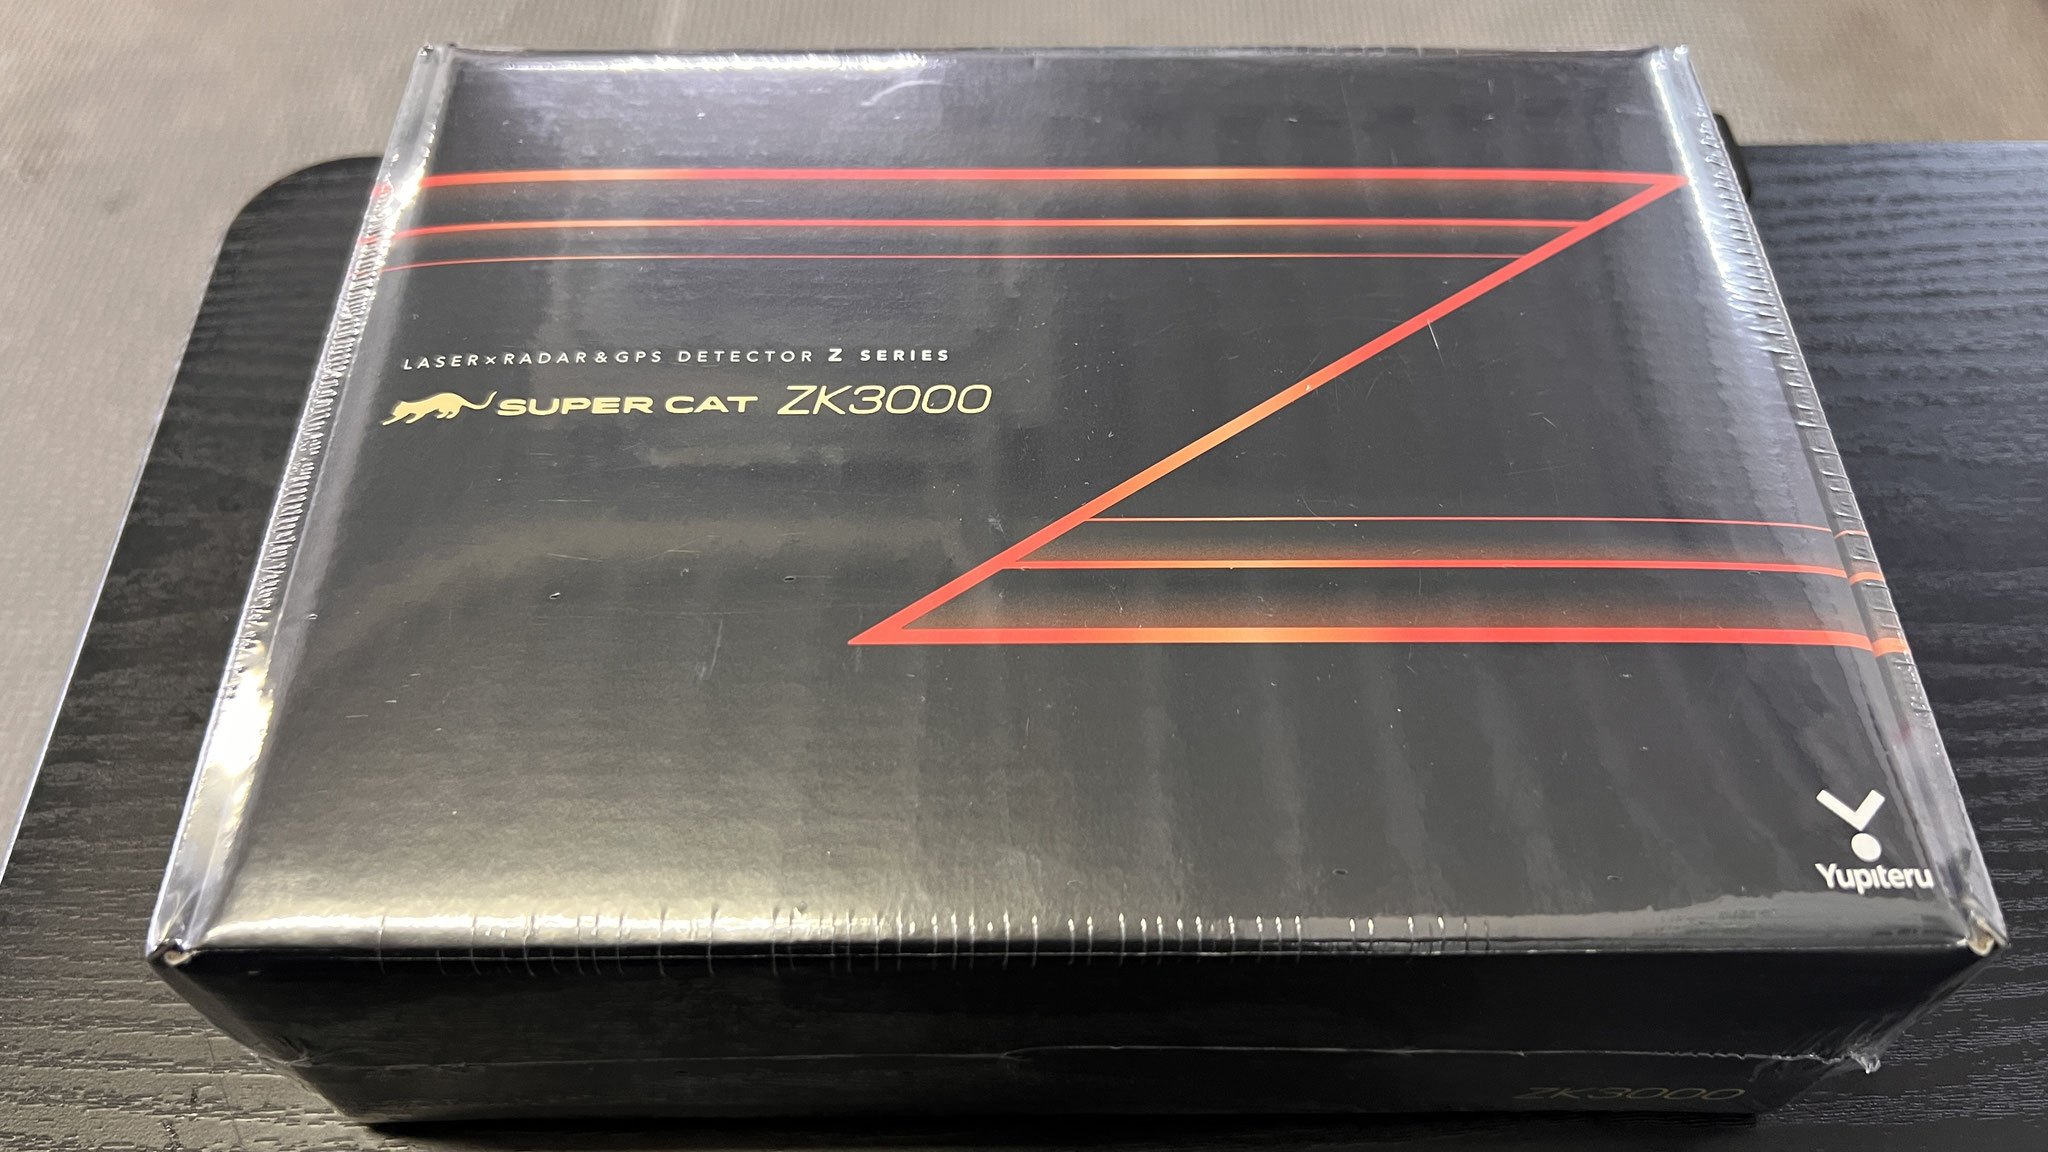 LASER×RADAR&GPS DETECTOR Z SERIES
SUPER CAT ZK3000
Yupiteru
ZK3000